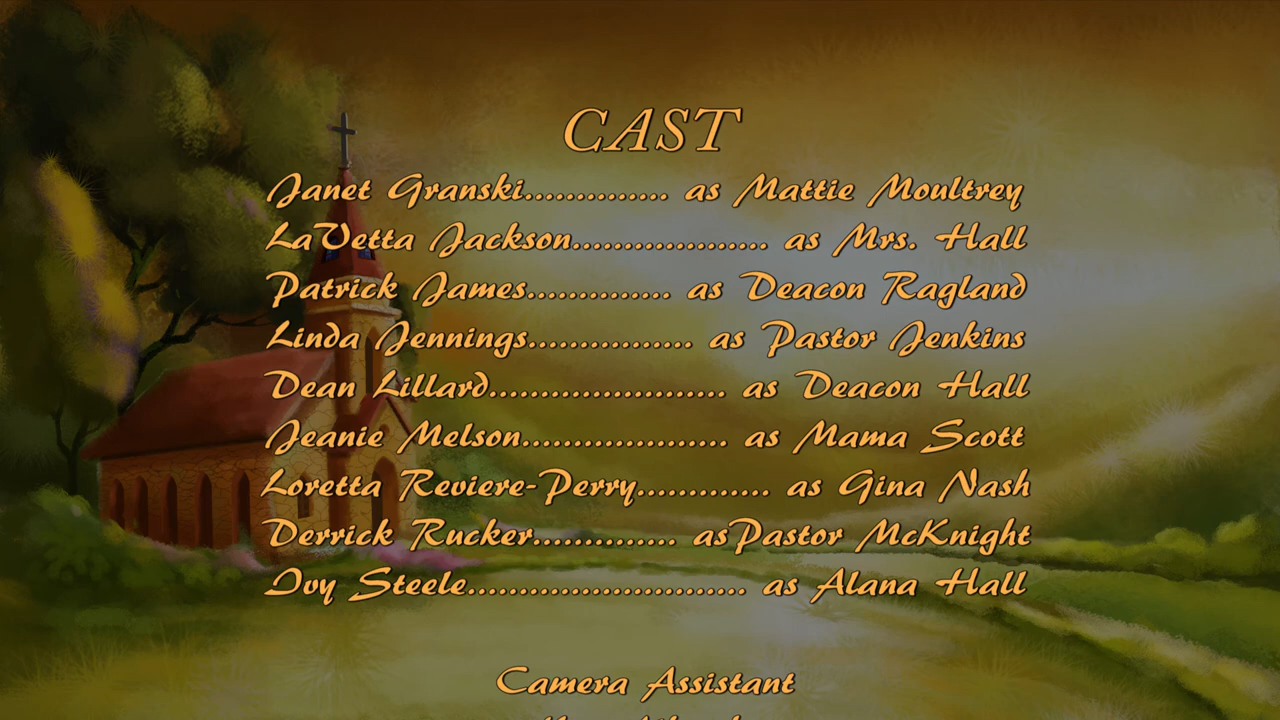 CAST
Janet Granski.............. as Mattie Moultrey
LaVetta Jackson................... as Mrs. Hall
Patrick James.............. as Deacon Ragland
Linda Jennings................ as Pastor Jenkins
Dean Lillard....................... as Deacon Hall
Jeanie Melson.................... as Mama Scott
Loretta Reviere-Perry............. as Gina Nash
Derrick Rucker.............. asPastor McKnight
Ivy Steele........................... as Alana Hall
Camera Assistant